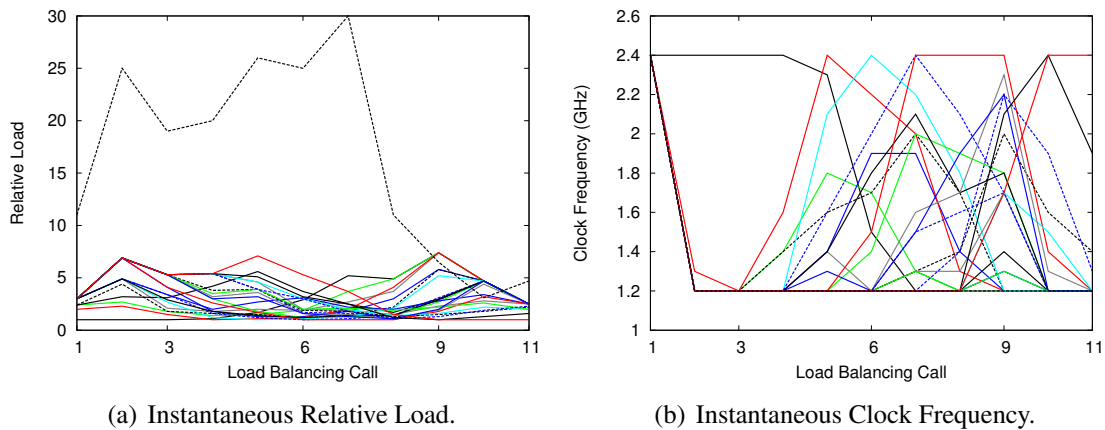 30
25
20
15
10
5
0
Relative Load
1 3 6 9 11
Load Balancing Call
(a) Instantaneous Relative Load.
2.6
2.4
2.2
2
1.8
1.6
1.4
1.2
1
Clock Frequency (GHz)
1 3 6 9 11
Load Balancing Call
(b) Instantaneous Clock Frequency.